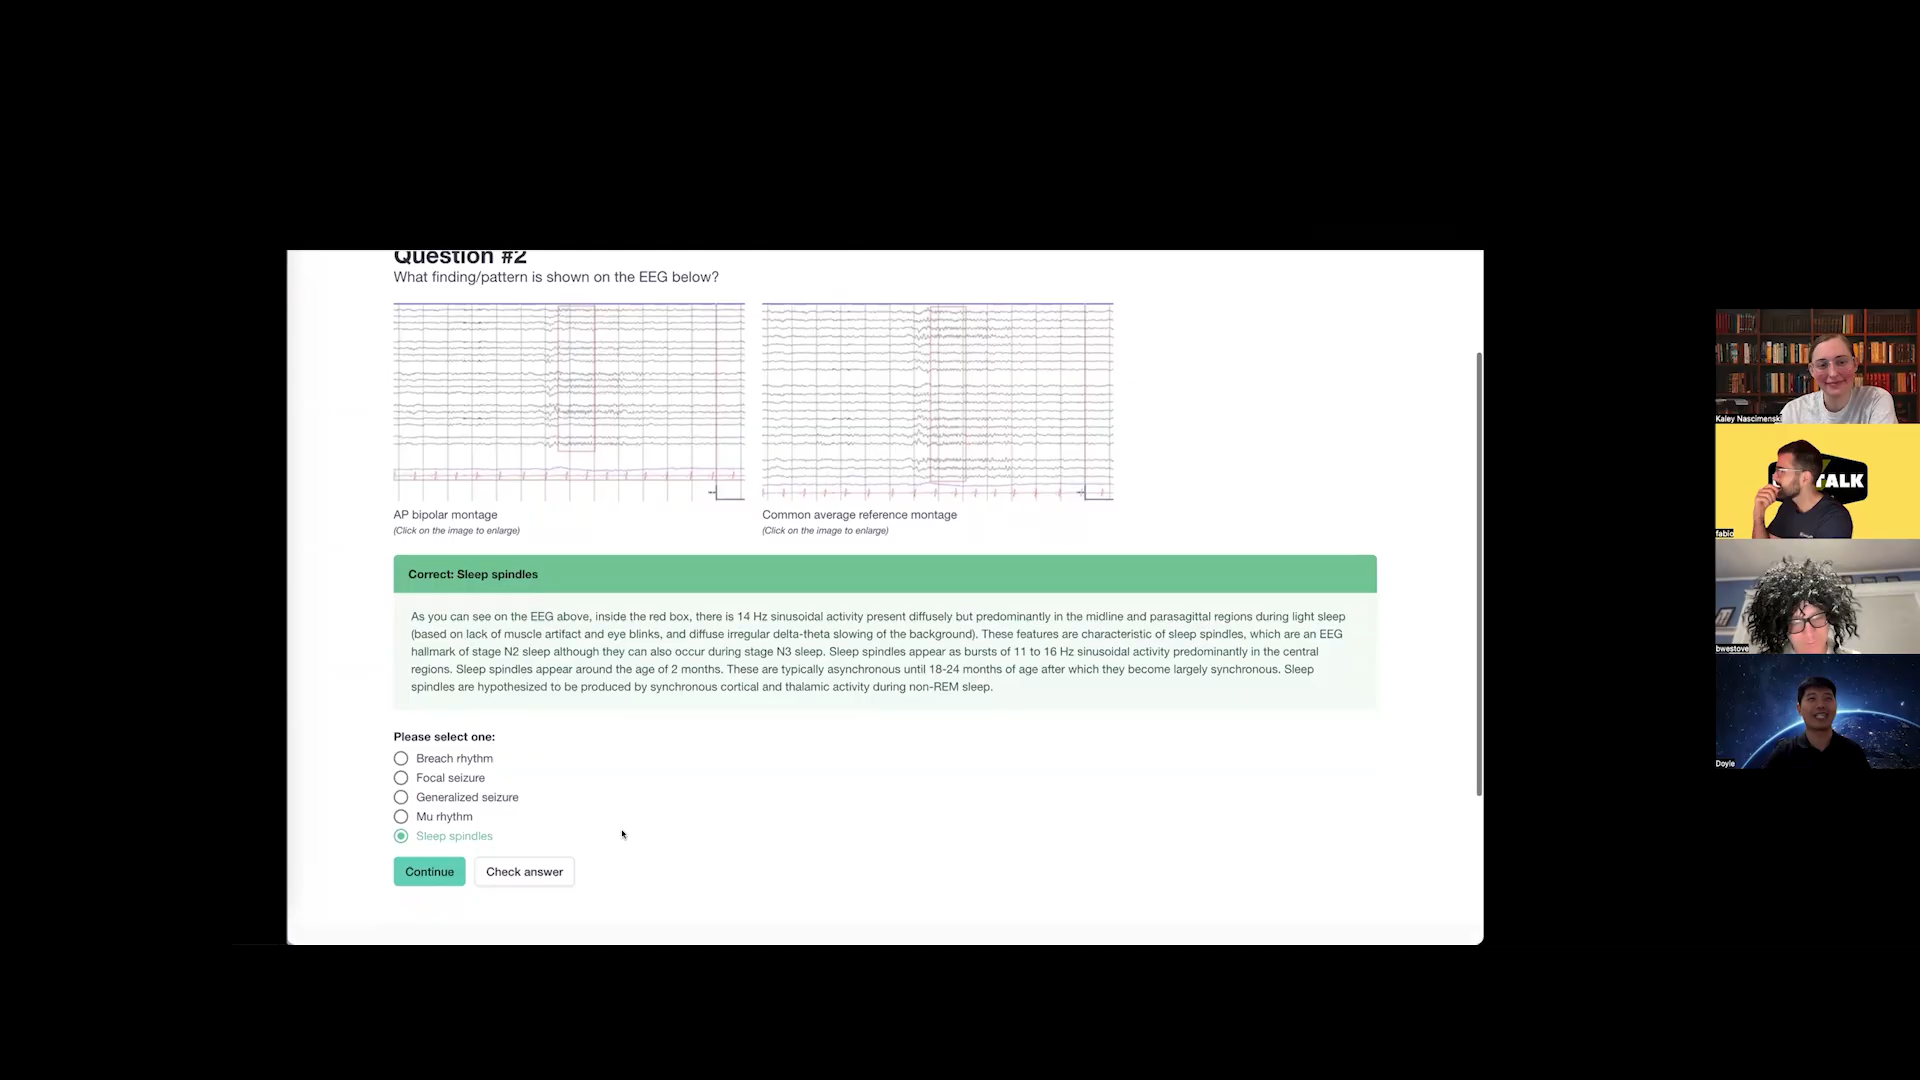 Question #2
What finding/pattern is shown on the EEG below?
AP bipolar montage
(Click on the image to enlarge)
Common average reference montage
(Click on the image to enlarge)
Correct: Sleep spindles
As you can see on the EEG above, inside the red box, there is 14 Hz sinusoidal activity present diffusely but predominantly in the midline and parasagittal regions during light sleep
(based on lack of muscle artifact and eye blinks, and diffuse irregular delta-theta slowing of the background). These features are characteristic of sleep spindles, which are an EEG
hallmark of stage N2 sleep although they can also occur during stage N3 sleep. Sleep spindles appear as bursts of 11 to 16 Hz sinusoidal activity predominantly in the central
regions. Sleep spindles appear around the age of 2 months. These are typically asynchronous until 18-24 months of age after which they become largely synchronous. Sleep
spindles are hypothesized to be produced by synchronous cortical and thalamic activity during non-REM sleep.
Please select one:
Breach rhythm
Focal seizure
Generalized seizure
Mu rhythm
Sleep spindles
Continue
Check answer
Kaley Nascimensk
TALK
fabio
bwestove
Doyle